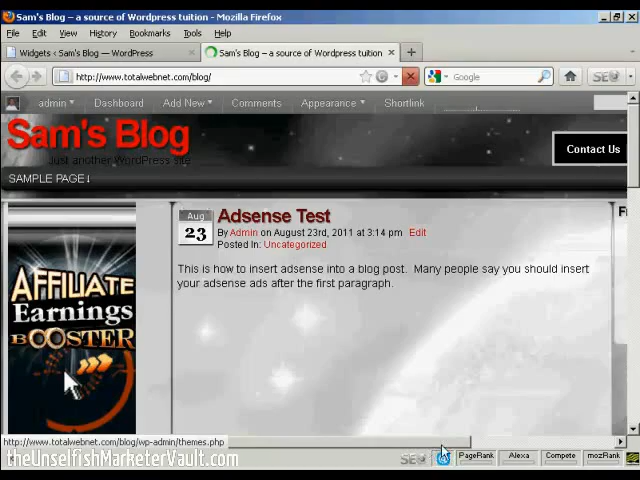 Sam's Blog – a source of Wordpress tuition - Mozilla Firefox
File Edit View History Bookmarks Tools Help
Widgets ‹ Sam's Blog — WordPress
Sam's Blog – a source of Wordpress tuition
http://www.totalwebnet.com/blog/
Google
SEO
admin Dashboard Add New Comments Appearance Shortlink
Sam's Blog
Just another WordPress site
Contact Us
SAMPLE PAGE↓
Aug
23
Adsense Test
By Admin on August 23rd, 2011 at 3:14 pm Edit
Posted In: Uncategorized
This is how to insert adsense into a blog post. Many people say you should insert
your adsense ads after the first paragraph.
AFFILIATE
Earnings
BOOSTER
http://www.totalwebnet.com/blog/wp-admin/themes.php
theUnselfishMarketerVault.com
SEO PageRank Alexa Compete mozRank